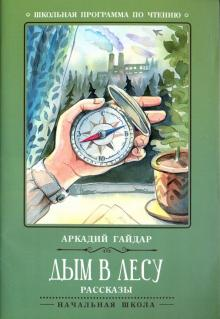 ШКОЛЬНАЯ ПРОГРАММА ПО ЧТЕНИЮ
АРКАДИЙ ГАЙДАР
ДЫМ В ЛЕСУ
РАССКАЗЫ
НАЧАЛЬНАЯ ШКОЛА